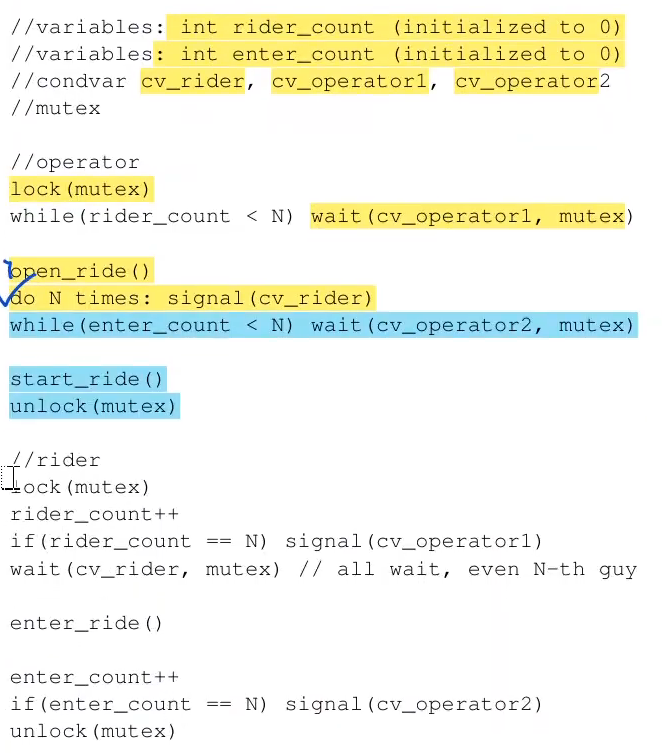 //variables: int rider_count (initialized to 0)
//variables: int enter_count (initialized to 0)
//condvar cv_rider, cv_operator1, cv_operator2
//mutex
//operator
lock(mutex)
while(rider_count < N) wait(cv_operator1, mutex)
open_ride()
do N times: signal(cv_rider)
while(enter_count < N) wait(cv_operator2, mutex)
start_ride()
unlock(mutex)
//rider
lock(mutex)
rider_count++
if(rider_count == N) signal(cv_operator1)
wait(cv_rider, mutex) // all wait, even N-th guy
enter_ride()
enter_count++
if(enter_count == N) signal(cv_operator2)
unlock(mutex)